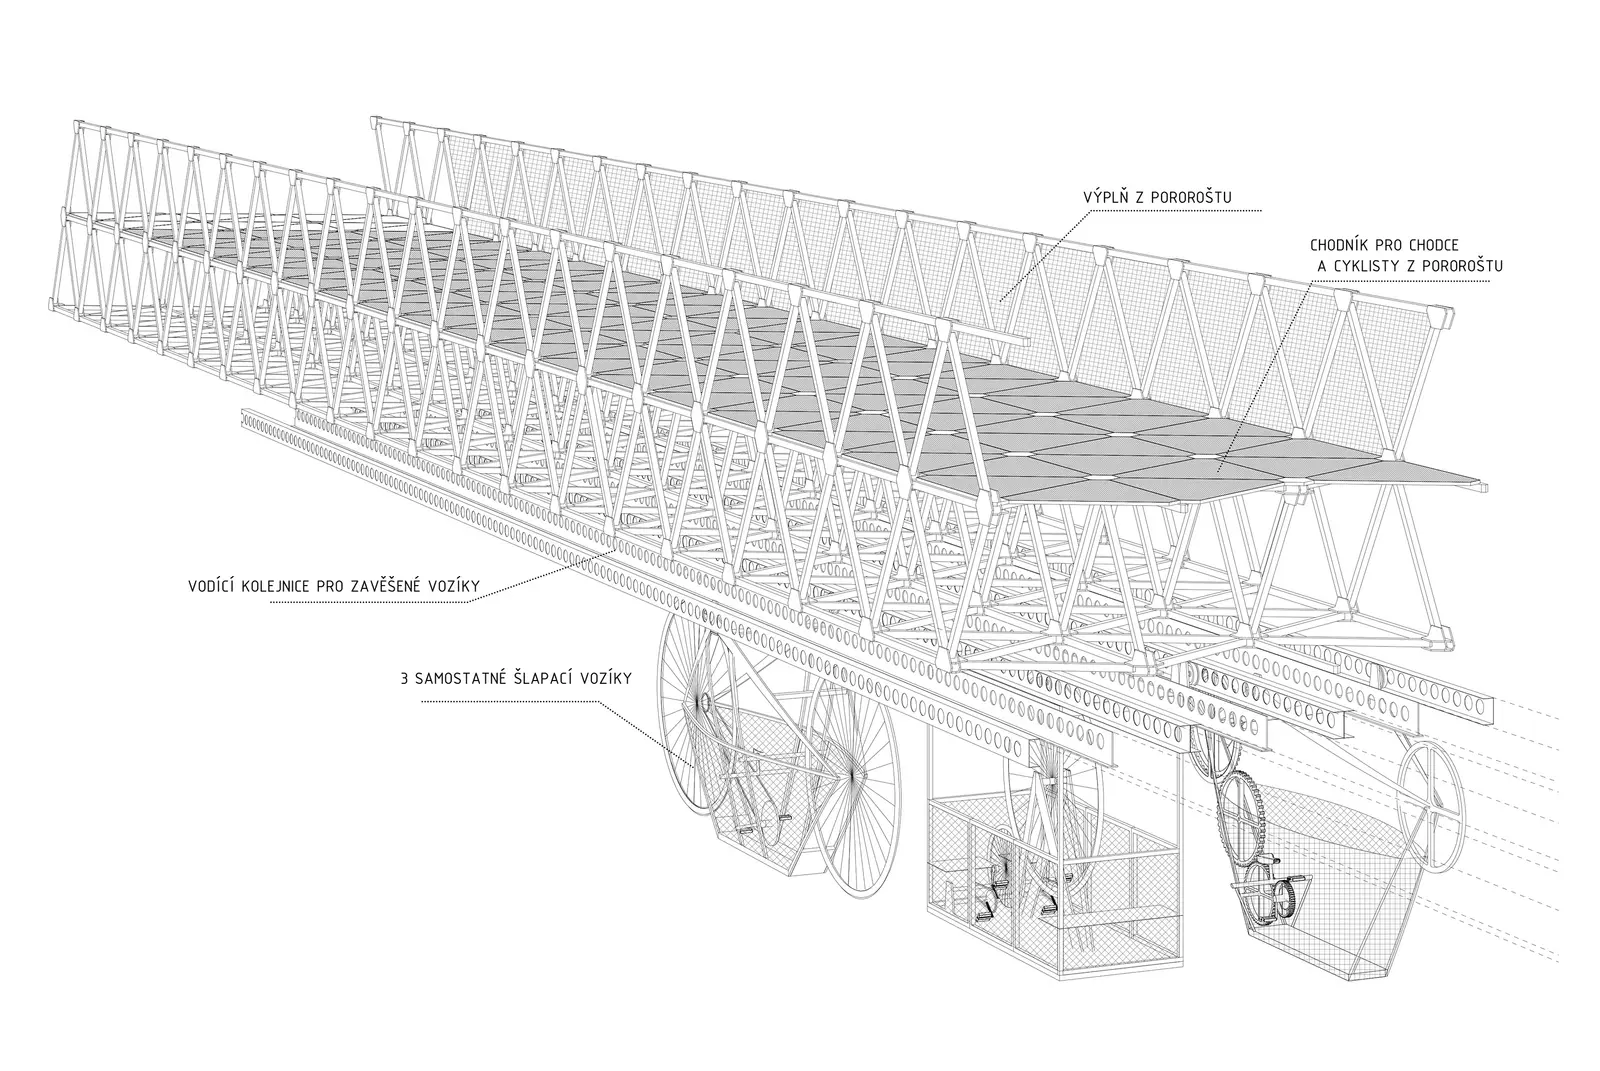 VÝPLŇ Z POROROŠTU
CHODNÍK PRO CHODCE
A CYKLISTY Z POROROŠTU
VODÍCÍ KOLEJNICE PRO ZAVĚŠENÉ VOZÍKY
3 SAMOSTATNÉ ŠLAPACÍ VOZÍKY